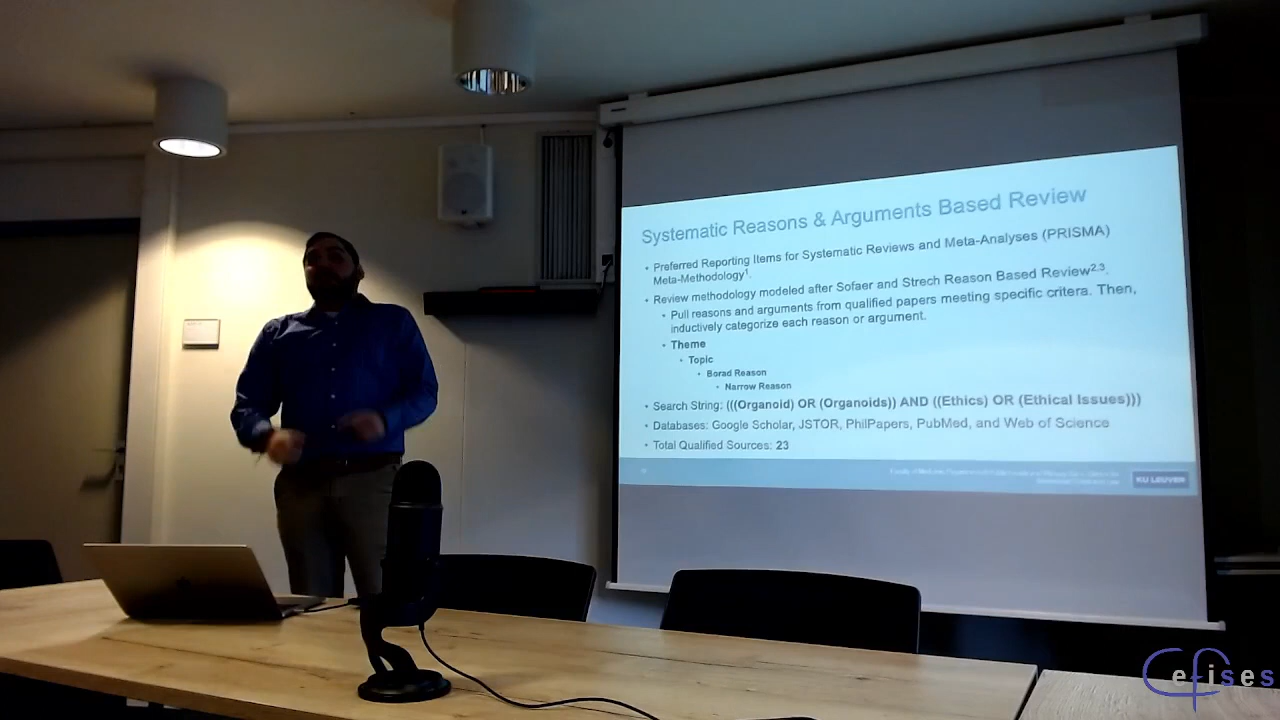 Systematic Reasons & Arguments Based Review
• Preferred Reporting Items for Systematic Reviews and Meta-Analyses (PRISMA)
Meta-Methodology1.
• Review methodology modeled after Sofaer and Strech Reason Based Review2,3.
• Pull reasons and arguments from qualified papers meeting specific critera. Then,
inductively categorize each reason or argument.
• Theme
• Topic
• Borad Reason
• Narrow Reason
• Search String: (((Organoid) OR (Organoids)) AND ((Ethics) OR (Ethical Issues)))
• Databases: Google Scholar, JSTOR, PhilPapers, PubMed, and Web of Science
• Total Qualified Sources: 23
KU LEUVEN
Cefises